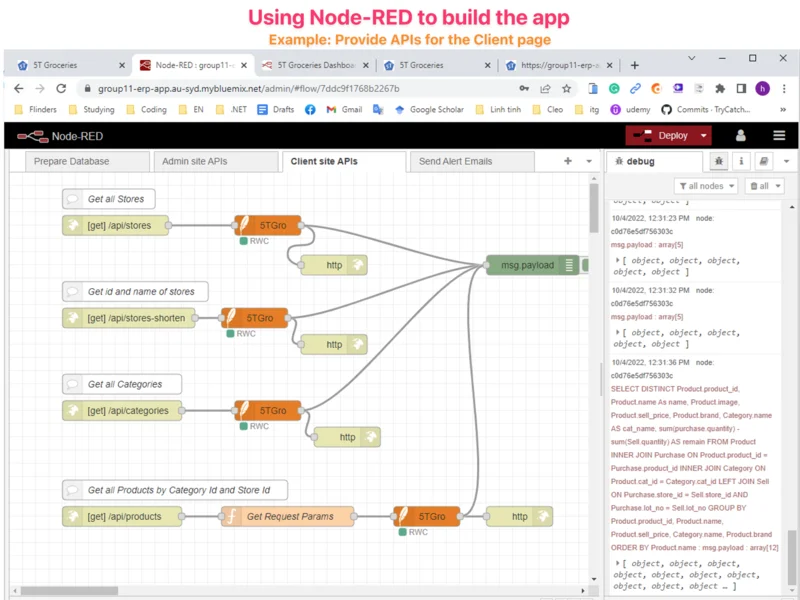 Using Node-RED to build the app
Example: Provide APIs for the Client page
5T Groceries
Node-RED : group11-
5T Groceries Dashboa
5T Groceries
https://group11-erp-a
group11-erp-app.au-syd.mybluemix.net/admin/#flow/7ddc9f1768b2267b
h
Flinders
Studying
Coding
EN
.NET
Drafts
Gmail
Google Scholar
Linh tinh
Cleo
itg
udemy
Commits · TryCatch...
Node-RED
Deploy
Prepare Database
Admin site APIs
Client site APIs
Send Alert Emails
debug
all nodes
all
Get all Stores
[get] /api/stores
5TGro
RWC
http
msg.payload
Get id and name of stores
[get] /api/stores-shorten
5TGro
RWC
http
Get all Categories
[get] /api/categories
5TGro
RWC
http
Get all Products by Category Id and Store Id
[get] /api/products
f
Get Request Params
5TGro
RWC
http
object, object ]
10/4/2022, 12:31:23 PM node:
c0d76e5df756303c
msg.payload : array[5]
[ object, object, object,
object, object ]
10/4/2022, 12:31:32 PM node:
c0d76e5df756303c
msg.payload : array[5]
[ object, object, object,
object, object ]
10/4/2022, 12:31:36 PM node:
c0d76e5df756303c
SELECT DISTINCT Product.product_id,
Product.name As name, Product.image,
Product.sell_price, Product.brand, Category.name
AS cat_name, sum(purchase.quantity) -
sum(Sell.quantity) AS remain FROM Product
INNER JOIN Purchase ON Product.product_id =
Purchase.product_id INNER JOIN Category ON
Product.cat_id = Category.cat_id LEFT JOIN Sell
ON Purchase.store_id = Sell.store_id AND
Purchase.lot_no = Sell.lot_no GROUP BY
Product.product_id, Product.name,
Product.sell_price, Category.name, Product.brand
ORDER BY Product.name : msg.payload : array[12]
[ object, object, object,
object, object, object, object,
object, object, object … ]